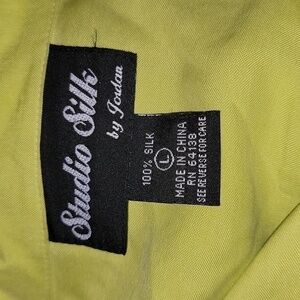 Studio Silk
by Jordan
100% SILK
L
MADE IN CHINA
RN 64138
SEE REVERSE FOR CARE